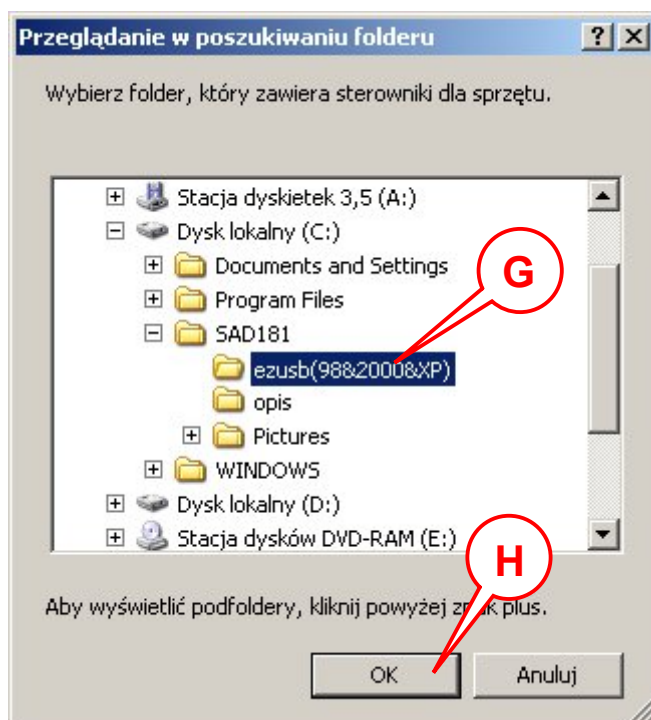 Przeglądanie w poszukiwaniu folderu
Wybierz folder, który zawiera sterowniki dla sprzętu.
Stacja dyskietek 3,5 (A:)
Dysk lokalny (C:)
Documents and Settings
G
Program Files
SAD181
ezusb(98&2000&XP)
opis
Pictures
WINDOWS
Dysk lokalny (D:)
Stacja dysków DVD-RAM (E:)
H
Aby wyświetlić podfoldery, kliknij powyżej znak plus.
OK Anuluj